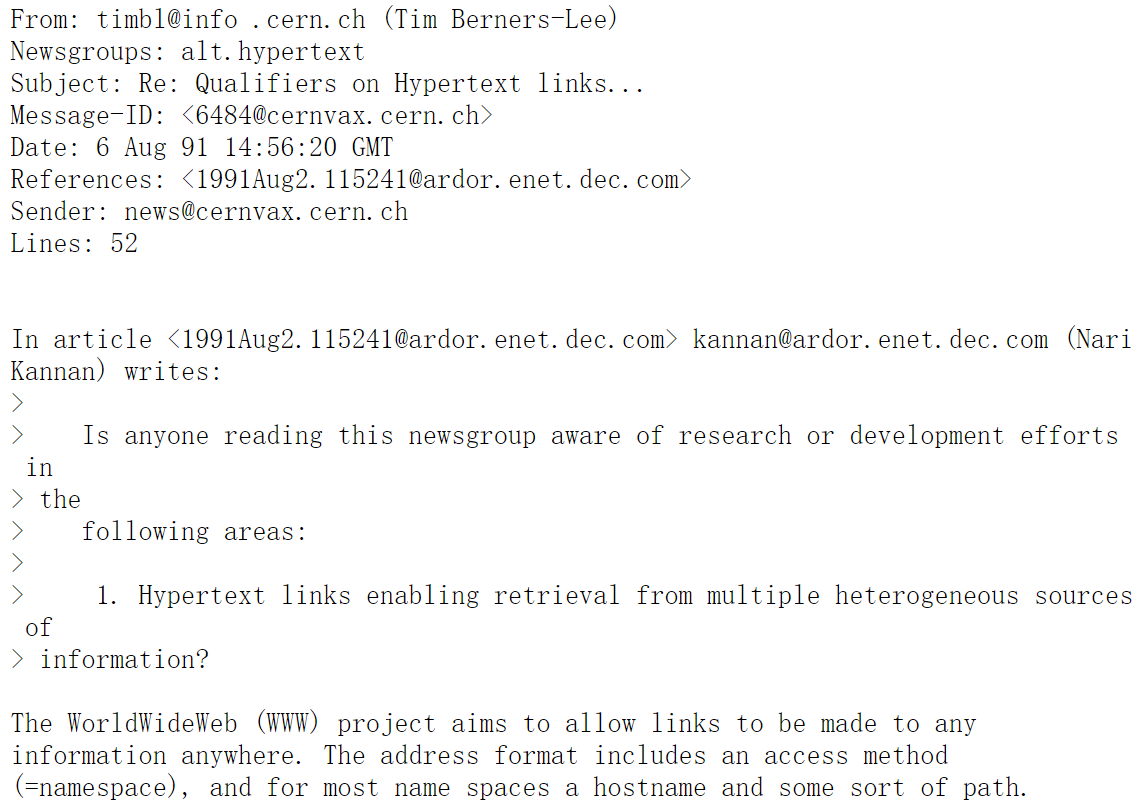 From: timbl@info .cern.ch (Tim Berners-Lee)
Newsgroups: alt.hypertext
Subject: Re: Qualifiers on Hypertext links...
Message-ID: <6484@cernvax.cern.ch>
Date: 6 Aug 91 14:56:20 GMT
References: <1991Aug2.115241@ardor.enet.dec.com>
Sender: news@cernvax.cern.ch
Lines: 52
In article <1991Aug2.115241@ardor.enet.dec.com> kannan@ardor.enet.dec.com (Nari
Kannan) writes:
>
>    Is anyone reading this newsgroup aware of research or development efforts
 in
> the
>    following areas:
>
>     1. Hypertext links enabling retrieval from multiple heterogeneous sources
 of
> information?
The WorldWideWeb (WWW) project aims to allow links to be made to any
information anywhere. The address format includes an access method
(=namespace), and for most name spaces a hostname and some sort of path.